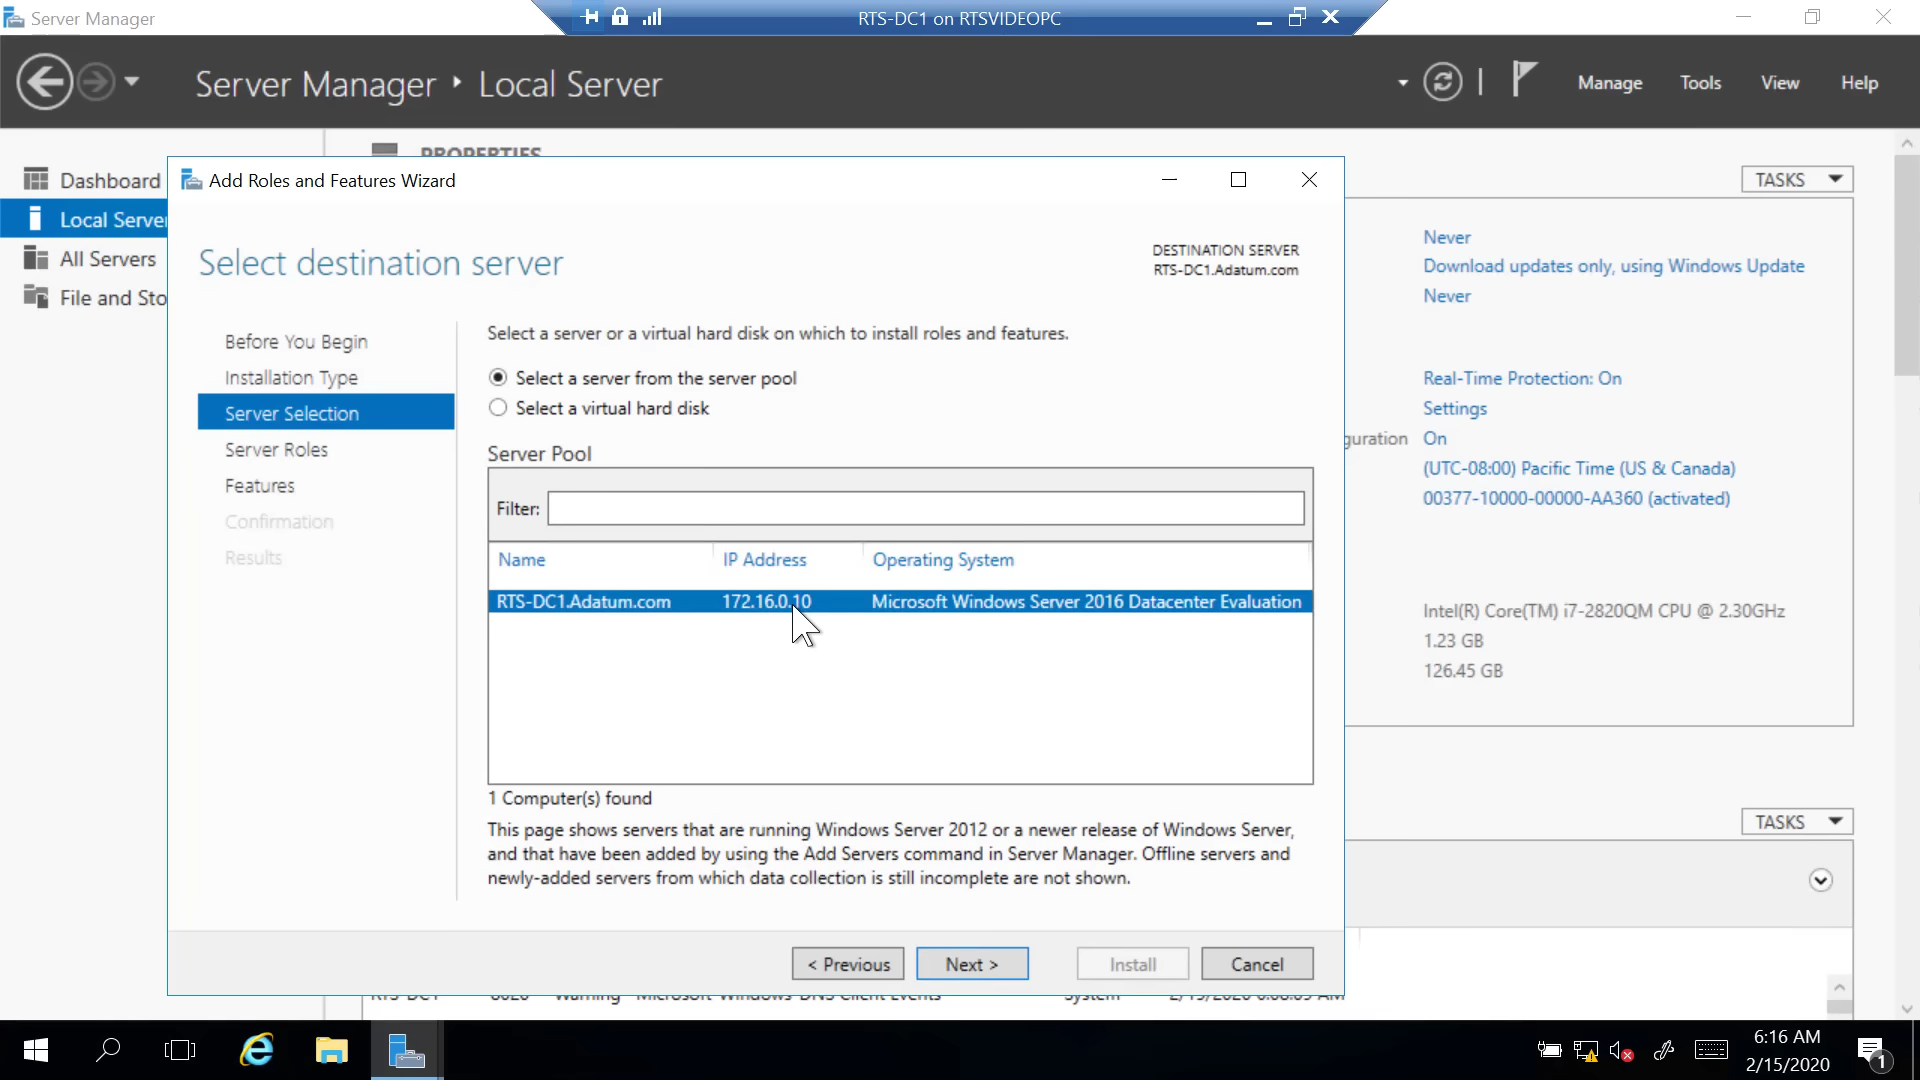 Server Manager
RTS-DC1 on RTSVIDEOPC
Server Manager ‣ Local Server
Manage Tools View Help
Dashboard
Local Server
All Servers
File and Sto
PROPERTIES
TASKS
Never
Download updates only, using Windows Update
Never
Real-Time Protection: On
Settings
guration On
(UTC-08:00) Pacific Time (US & Canada)
00377-10000-00000-AA360 (activated)
Intel(R) Core(TM) i7-2820QM CPU @ 2.30GHz
1.23 GB
126.45 GB
TASKS
Add Roles and Features Wizard
Select destination server
DESTINATION SERVER
RTS-DC1.Adatum.com
Before You Begin
Installation Type
Server Selection
Server Roles
Features
Confirmation
Results
Select a server or a virtual hard disk on which to install roles and features.
Select a server from the server pool
Select a virtual hard disk
Server Pool
Filter:
Name IP Address Operating System
RTS-DC1.Adatum.com 172.16.0.10 Microsoft Windows Server 2016 Datacenter Evaluation
1 Computer(s) found
This page shows servers that are running Windows Server 2012 or a newer release of Windows Server,
and that have been added by using the Add Servers command in Server Manager. Offline servers and
newly-added servers from which data collection is still incomplete are not shown.
< Previous Next > Install Cancel
Warning Microsoft-Windows-DNS Client Events System
6:16 AM
2/15/2020
1